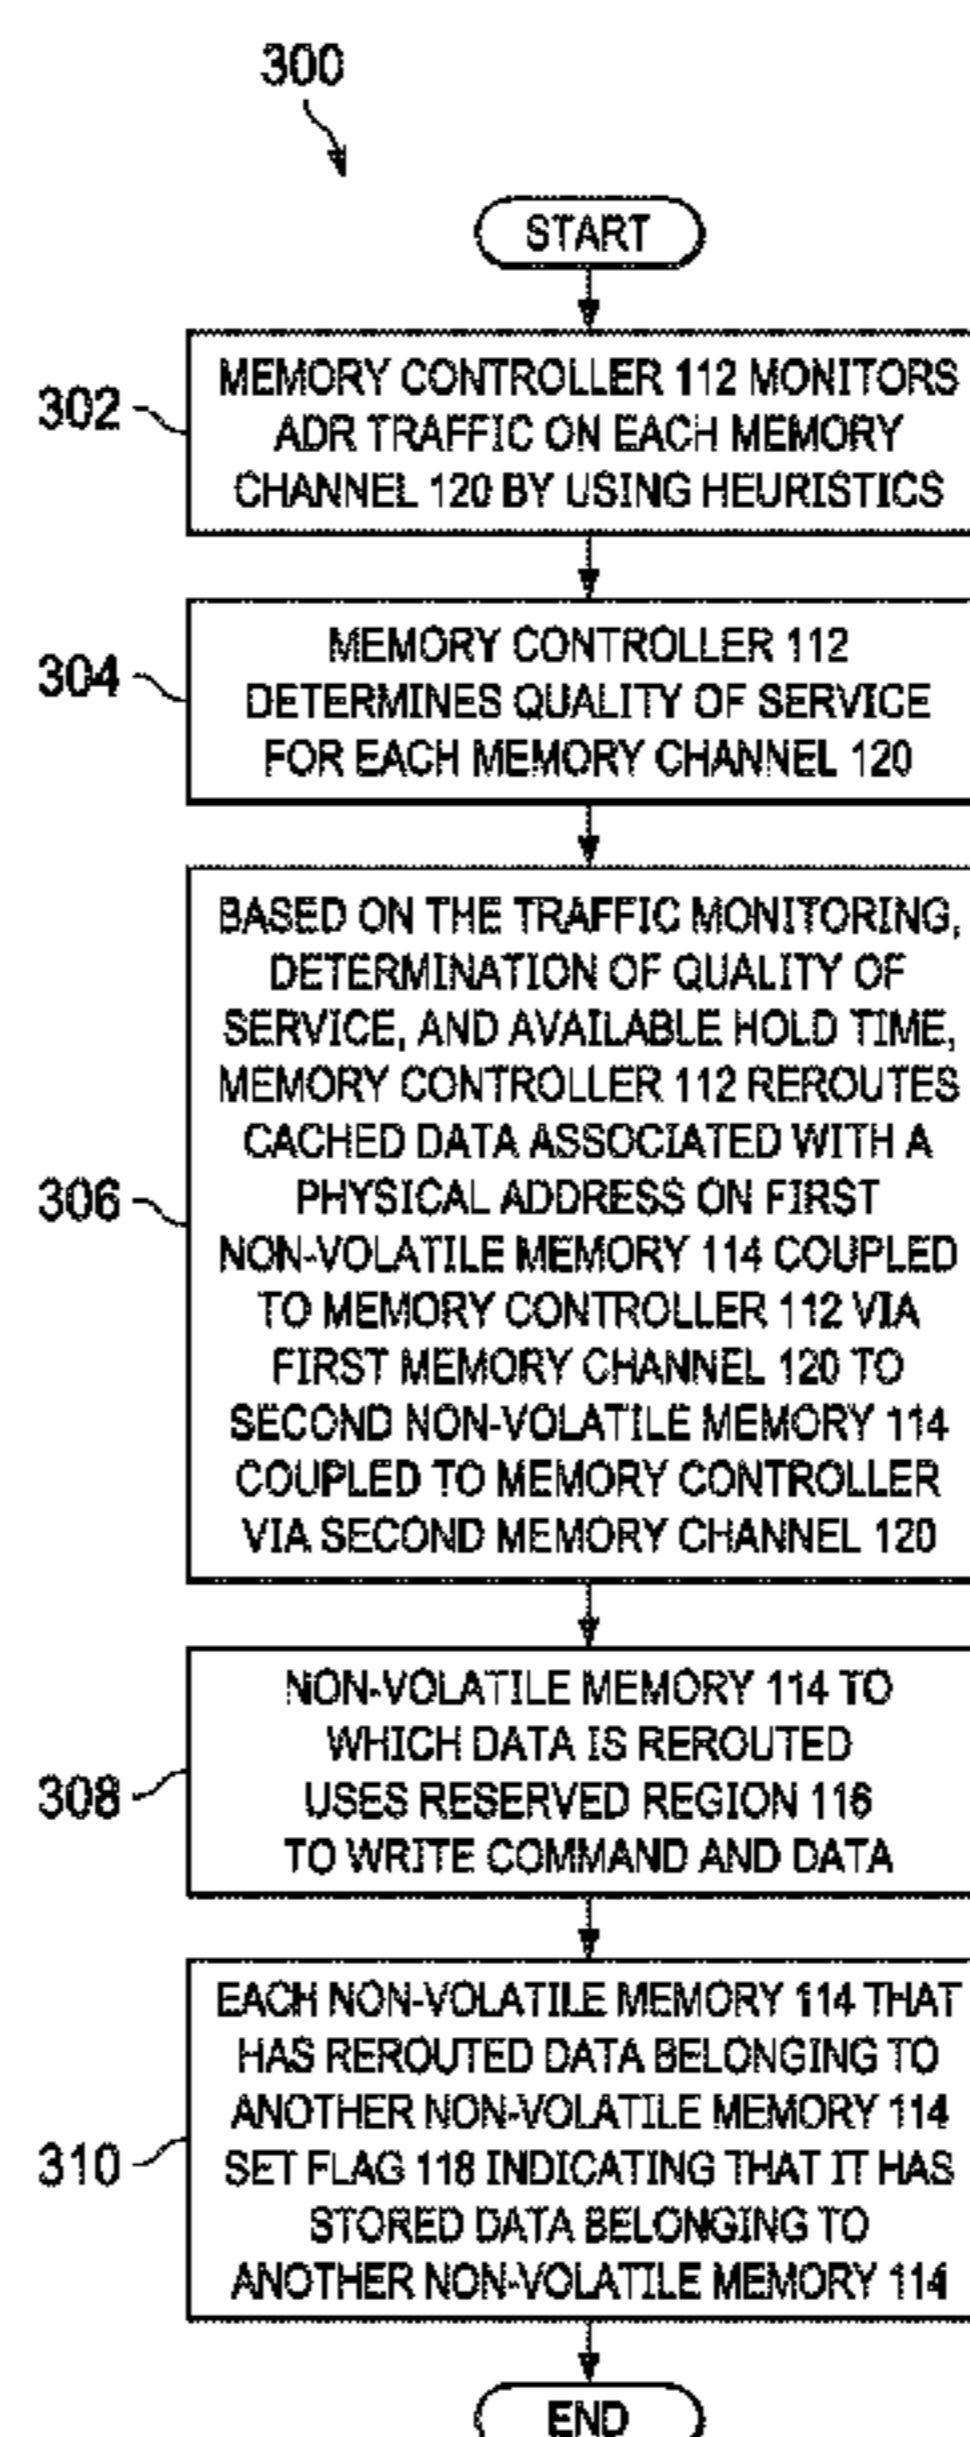 300
START
302
MEMORY CONTROLLER 112 MONITORS
ADR TRAFFIC ON EACH MEMORY
CHANNEL 120 BY USING HEURISTICS
304
MEMORY CONTROLLER 112
DETERMINES QUALITY OF SERVICE
FOR EACH MEMORY CHANNEL 120
306
BASED ON THE TRAFFIC MONITORING,
DETERMINATION OF QUALITY OF
SERVICE, AND AVAILABLE HOLD TIME,
MEMORY CONTROLLER 112 REROUTES
CACHED DATA ASSOCIATED WITH A
PHYSICAL ADDRESS ON FIRST
NON-VOLATILE MEMORY 114 COUPLED
TO MEMORY CONTROLLER 112 VIA
FIRST MEMORY CHANNEL 120 TO
SECOND NON-VOLATILE MEMORY 114
COUPLED TO MEMORY CONTROLLER
VIA SECOND MEMORY CHANNEL 120
308
NON-VOLATILE MEMORY 114 TO
WHICH DATA IS REROUTED
USES RESERVED REGION 116
TO WRITE COMMAND AND DATA
310
EACH NON-VOLATILE MEMORY 114 THAT
HAS REROUTED DATA BELONGING TO
ANOTHER NON-VOLATILE MEMORY 114
SET FLAG 118 INDICATING THAT IT HAS
STORED DATA BELONGING TO
ANOTHER NON-VOLATILE MEMORY 114
END